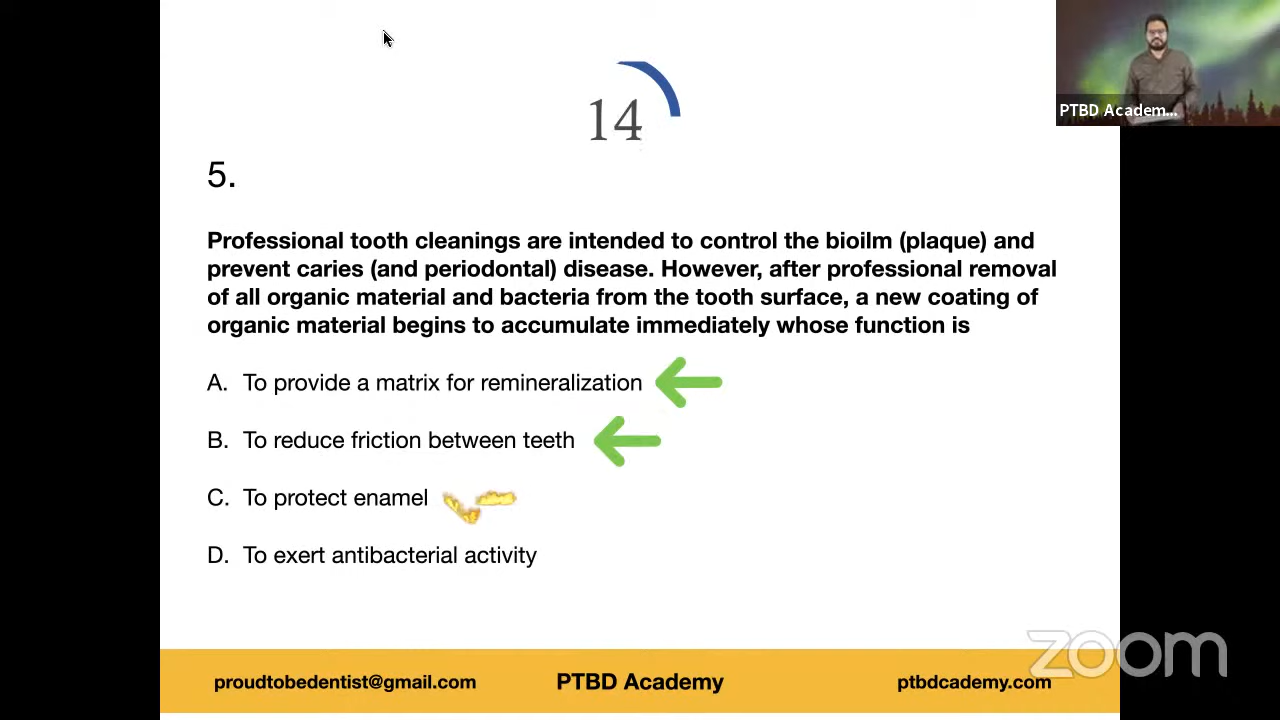 14
PTBD Academ...
5.
Professional tooth cleanings are intended to control the bioilm (plaque) and
prevent caries (and periodontal) disease. However, after professional removal
of all organic material and bacteria from the tooth surface, a new coating of
organic material begins to accumulate immediately whose function is
A. To provide a matrix for remineralization
B. To reduce friction between teeth
C. To protect enamel
D. To exert antibacterial activity
zoom
proudtobedentist@gmail.com PTBD Academy ptbdcademy.com